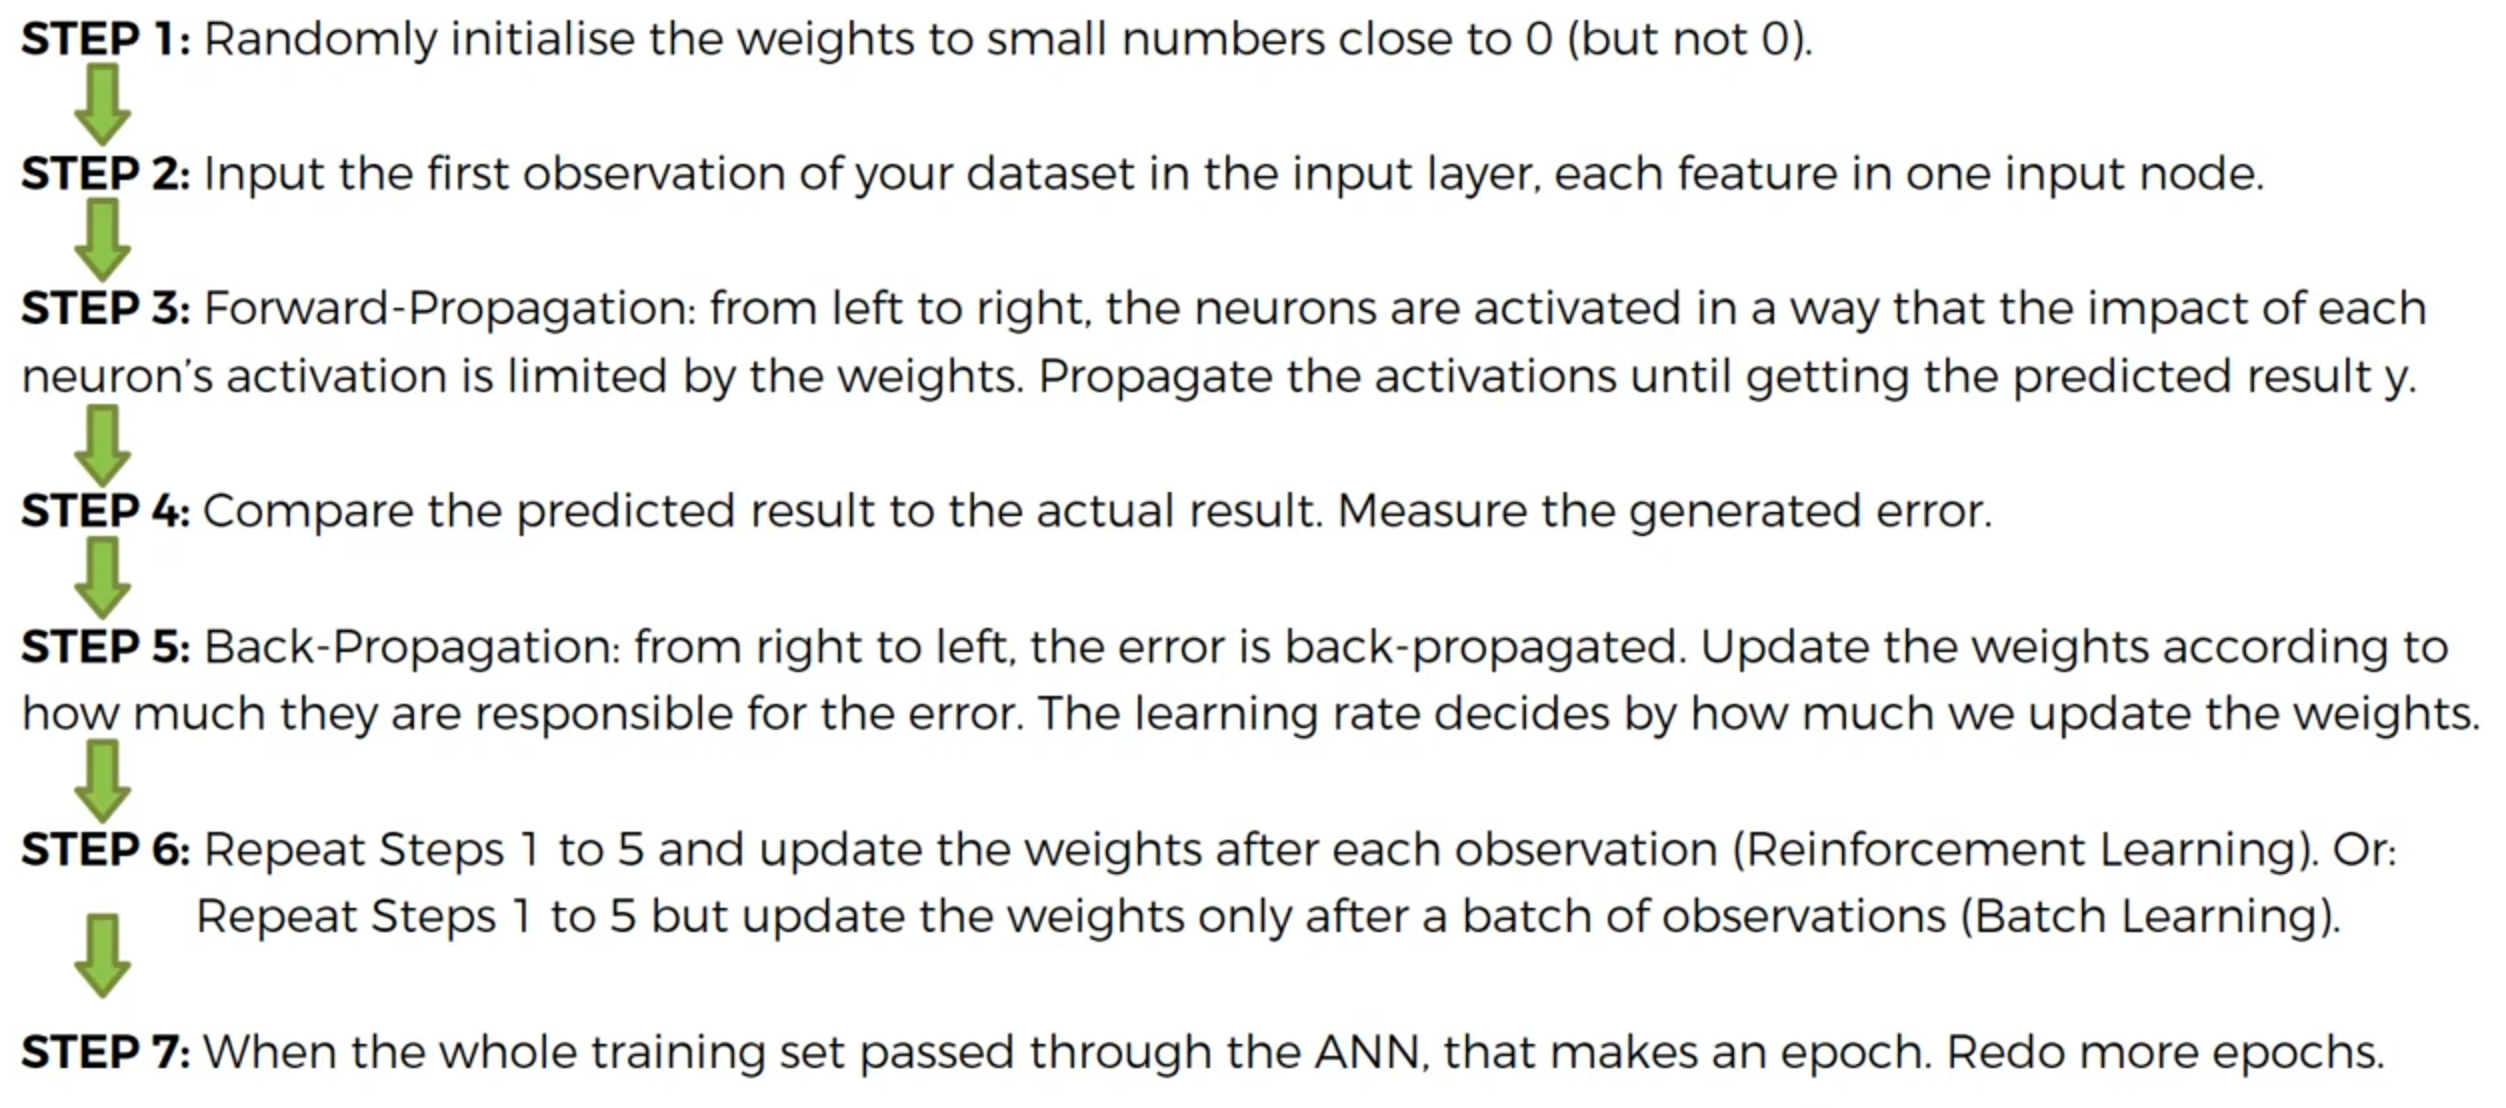 STEP 1: Randomly initialise the weights to small numbers close to 0 (but not 0).
STEP 2: Input the first observation of your dataset in the input layer, each feature in one input node.
STEP 3: Forward-Propagation: from left to right, the neurons are activated in a way that the impact of each
neuron’s activation is limited by the weights. Propagate the activations until getting the predicted result y.
STEP 4: Compare the predicted result to the actual result. Measure the generated error.
STEP 5: Back-Propagation: from right to left, the error is back-propagated. Update the weights according to
how much they are responsible for the error. The learning rate decides by how much we update the weights.
STEP 6: Repeat Steps 1 to 5 and update the weights after each observation (Reinforcement Learning). Or:
Repeat Steps 1 to 5 but update the weights only after a batch of observations (Batch Learning).
STEP 7: When the whole training set passed through the ANN, that makes an epoch. Redo more epochs.